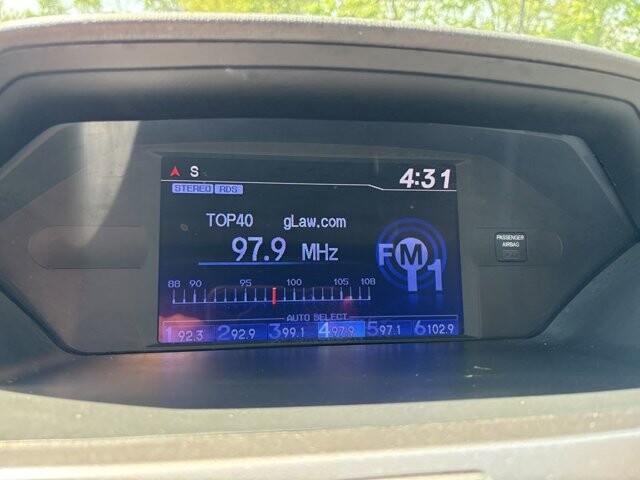 S
4:31
STEREO RDS
TOP40 gLaw.com
97.9 MHz
FM1
88 90 95 100 105 108
AUTO SELECT
1 92.3 2 92.9 3 99.1 4 97.9 5 97.1 6 102.9
PASSENGER
AIRBAG